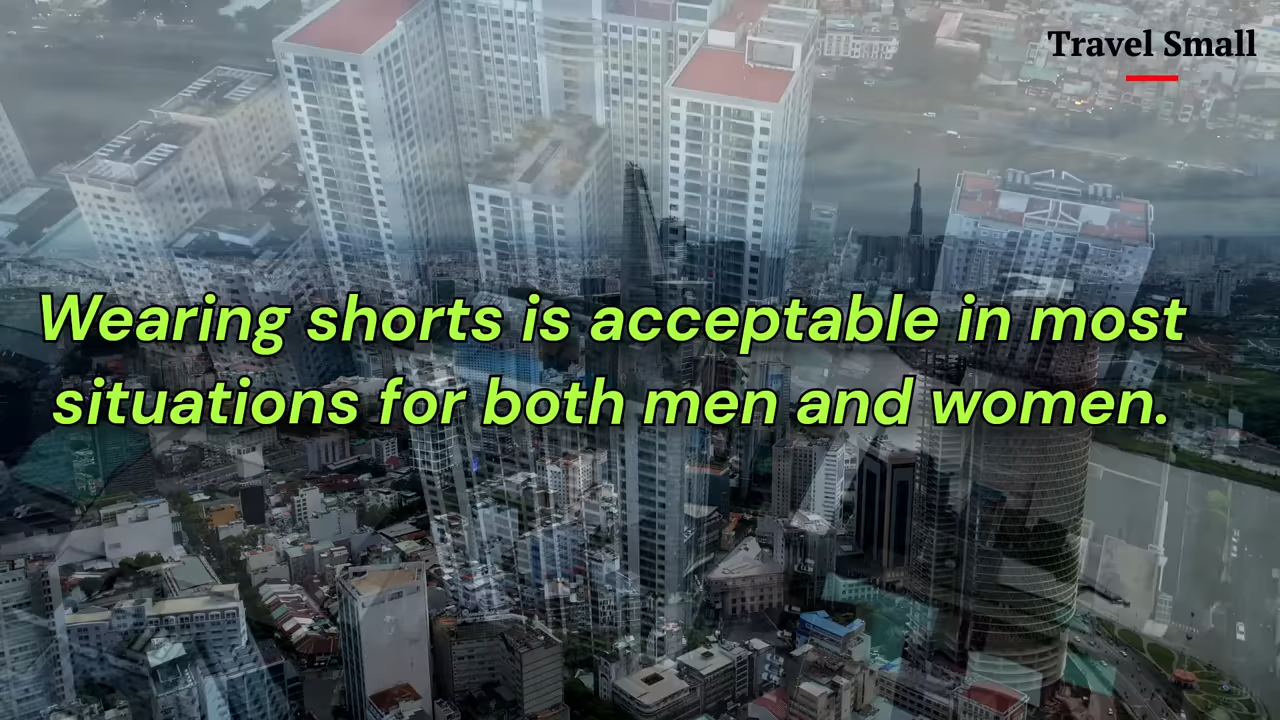 Travel Small
Wearing shorts is acceptable in most
situations for both men and women.